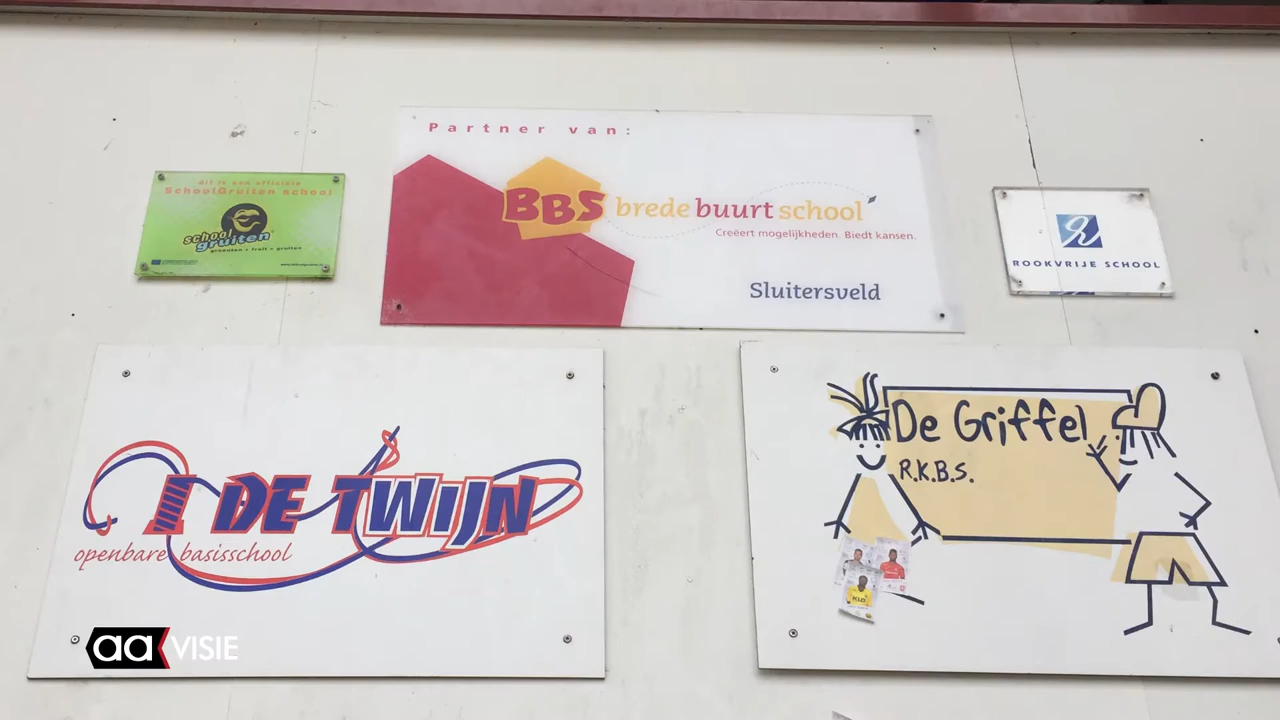 Partner van:
dit is een officiële
SchoolGruiten school
school
gruiten
groenten + fruit = gruiten
BBS brede buurt school
Creëert mogelijkheden. Biedt kansen.
Sluitersveld
ROOKVRIJE SCHOOL
DE TWIJN
openbare basisschool
De Griffel
R.K.B.S.
KLD
aa VISIE